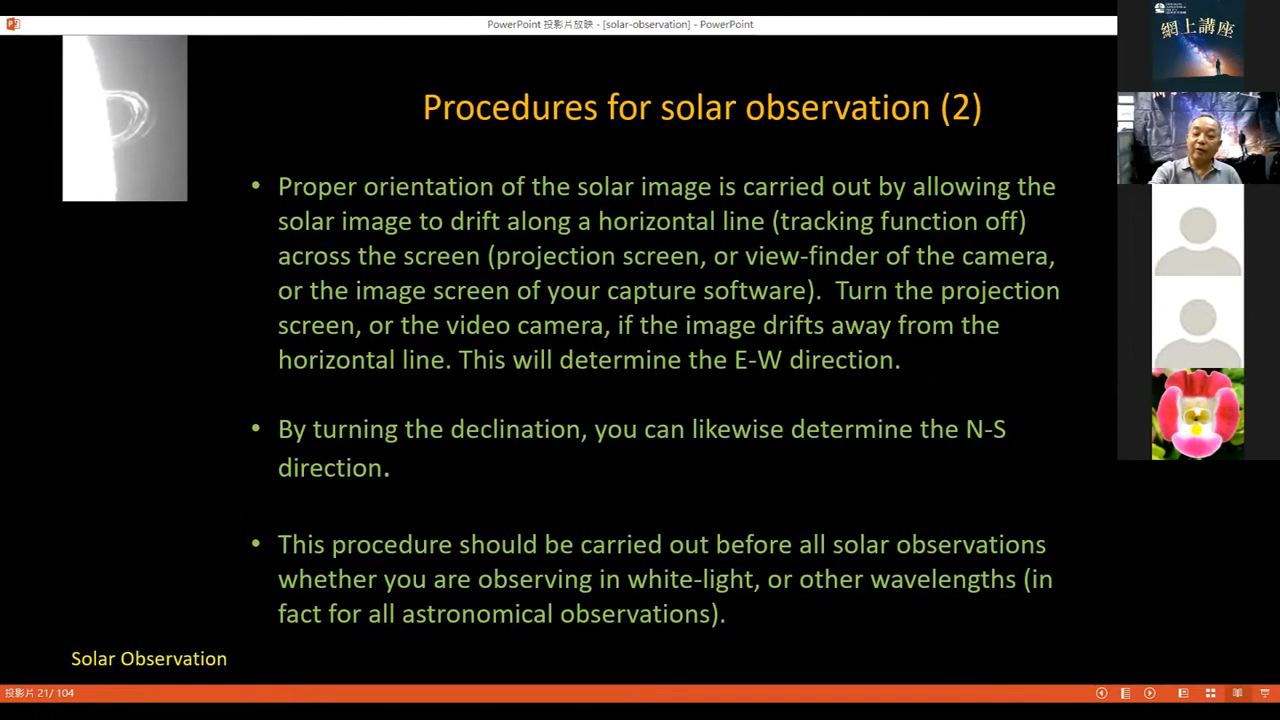 PowerPoint 投影片放映 - [solar-observation] - PowerPoint
網上講座
Procedures for solar observation (2)
• Proper orientation of the solar image is carried out by allowing the
solar image to drift along a horizontal line (tracking function off)
across the screen (projection screen, or view-finder of the camera,
or the image screen of your capture software).  Turn the projection
screen, or the video camera, if the image drifts away from the
horizontal line. This will determine the E-W direction.
• By turning the declination, you can likewise determine the N-S
direction.
• This procedure should be carried out before all solar observations
whether you are observing in white-light, or other wavelengths (in
fact for all astronomical observations).
Solar Observation
投影片 21/ 104